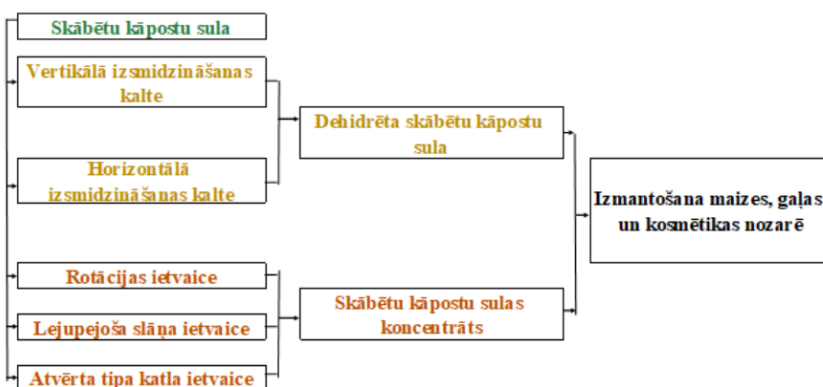 Skābētu kāpostu sula
Vertikālā izsmidzināšanas
kalte
Horizontālā
izsmidzināšanas kalte
Dehidrēta skābētu kāpostu
sula
Rotācijas ietvaice
Lejupejoša slāņa ietvaice
Atvērta tipa katla ietvaice
Skābētu kāpostu sulas
koncentrāts
Izmantošana maizes, gaļas
un kosmētikas nozarē